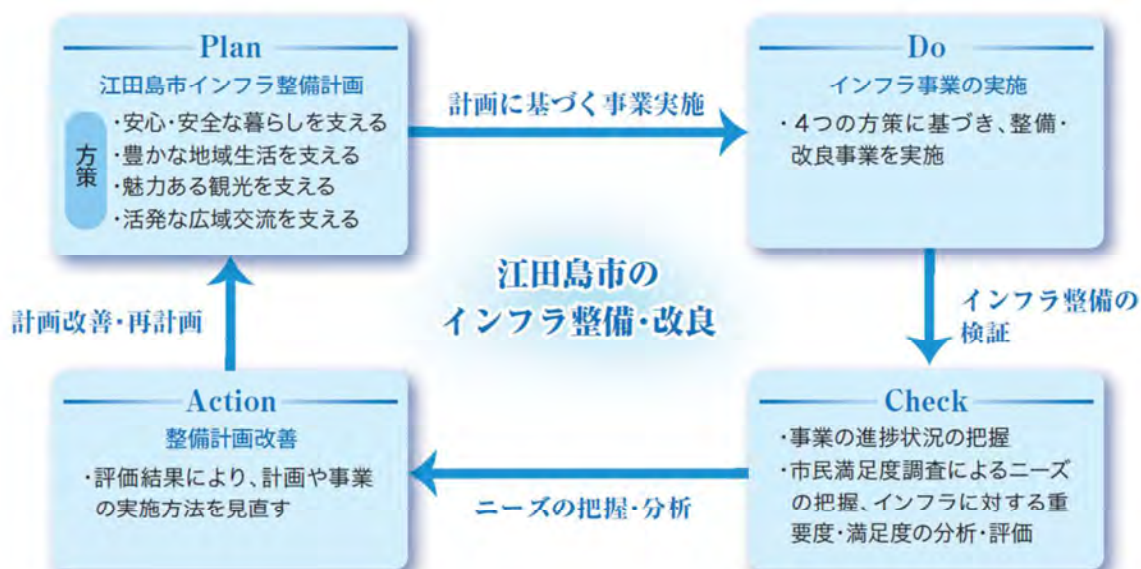 Plan
江田島市インフラ整備計画
方策
・安心・安全な暮らしを支える
・豊かな地域生活を支える
・魅力ある観光を支える
・活発な広域交流を支える
計画に基づく事業実施
Do
インフラ事業の実施
・4つの方策に基づき、整備・
改良事業を実施
江田島市の
インフラ整備・改良
計画改善・再計画
インフラ整備の
検証
Action
整備計画改善
・評価結果により、計画や事業
の実施方法を見直す
ニーズの把握・分析
Check
・事業の進捗状況の把握
・市民満足度調査によるニーズ
の把握、インフラに対する重
要度・満足度の分析・評価